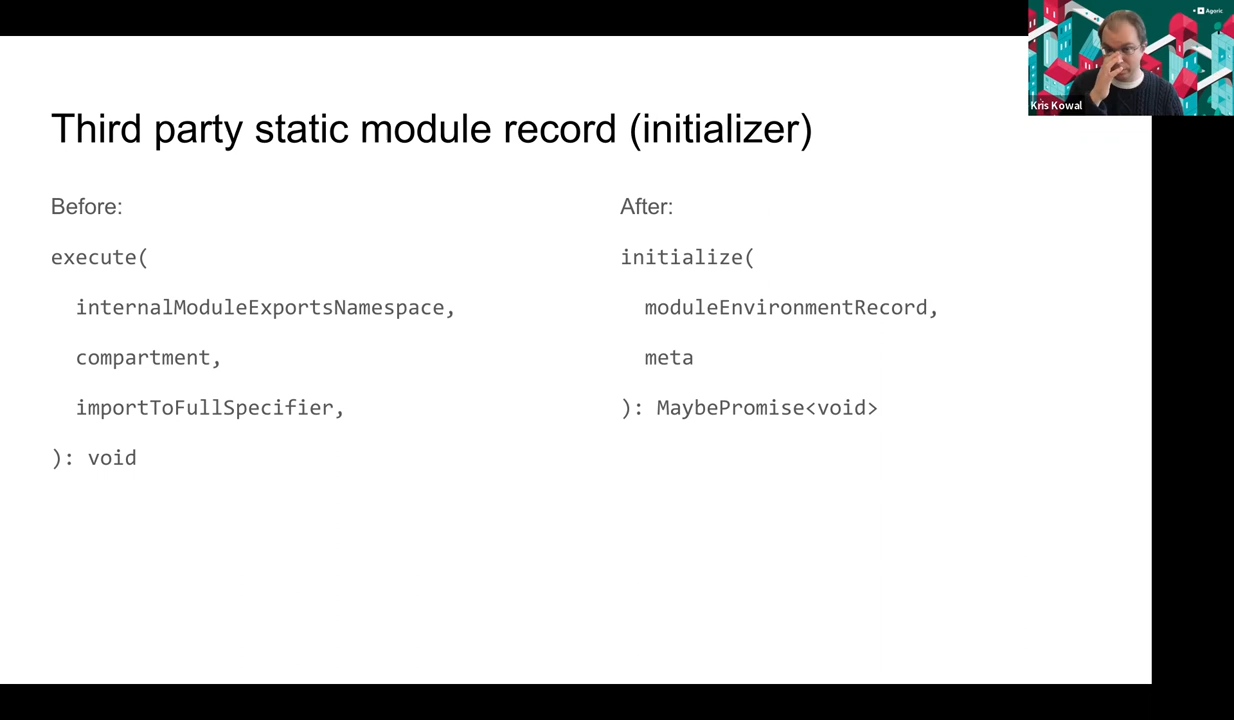 Agoric
Kris Kowal
Third party static module record (initializer)
Before:
execute(
internalModuleExportsNamespace,
compartment,
importToFullSpecifier,
): void
After:
initialize(
moduleEnvironmentRecord,
meta
): MaybePromise<void>